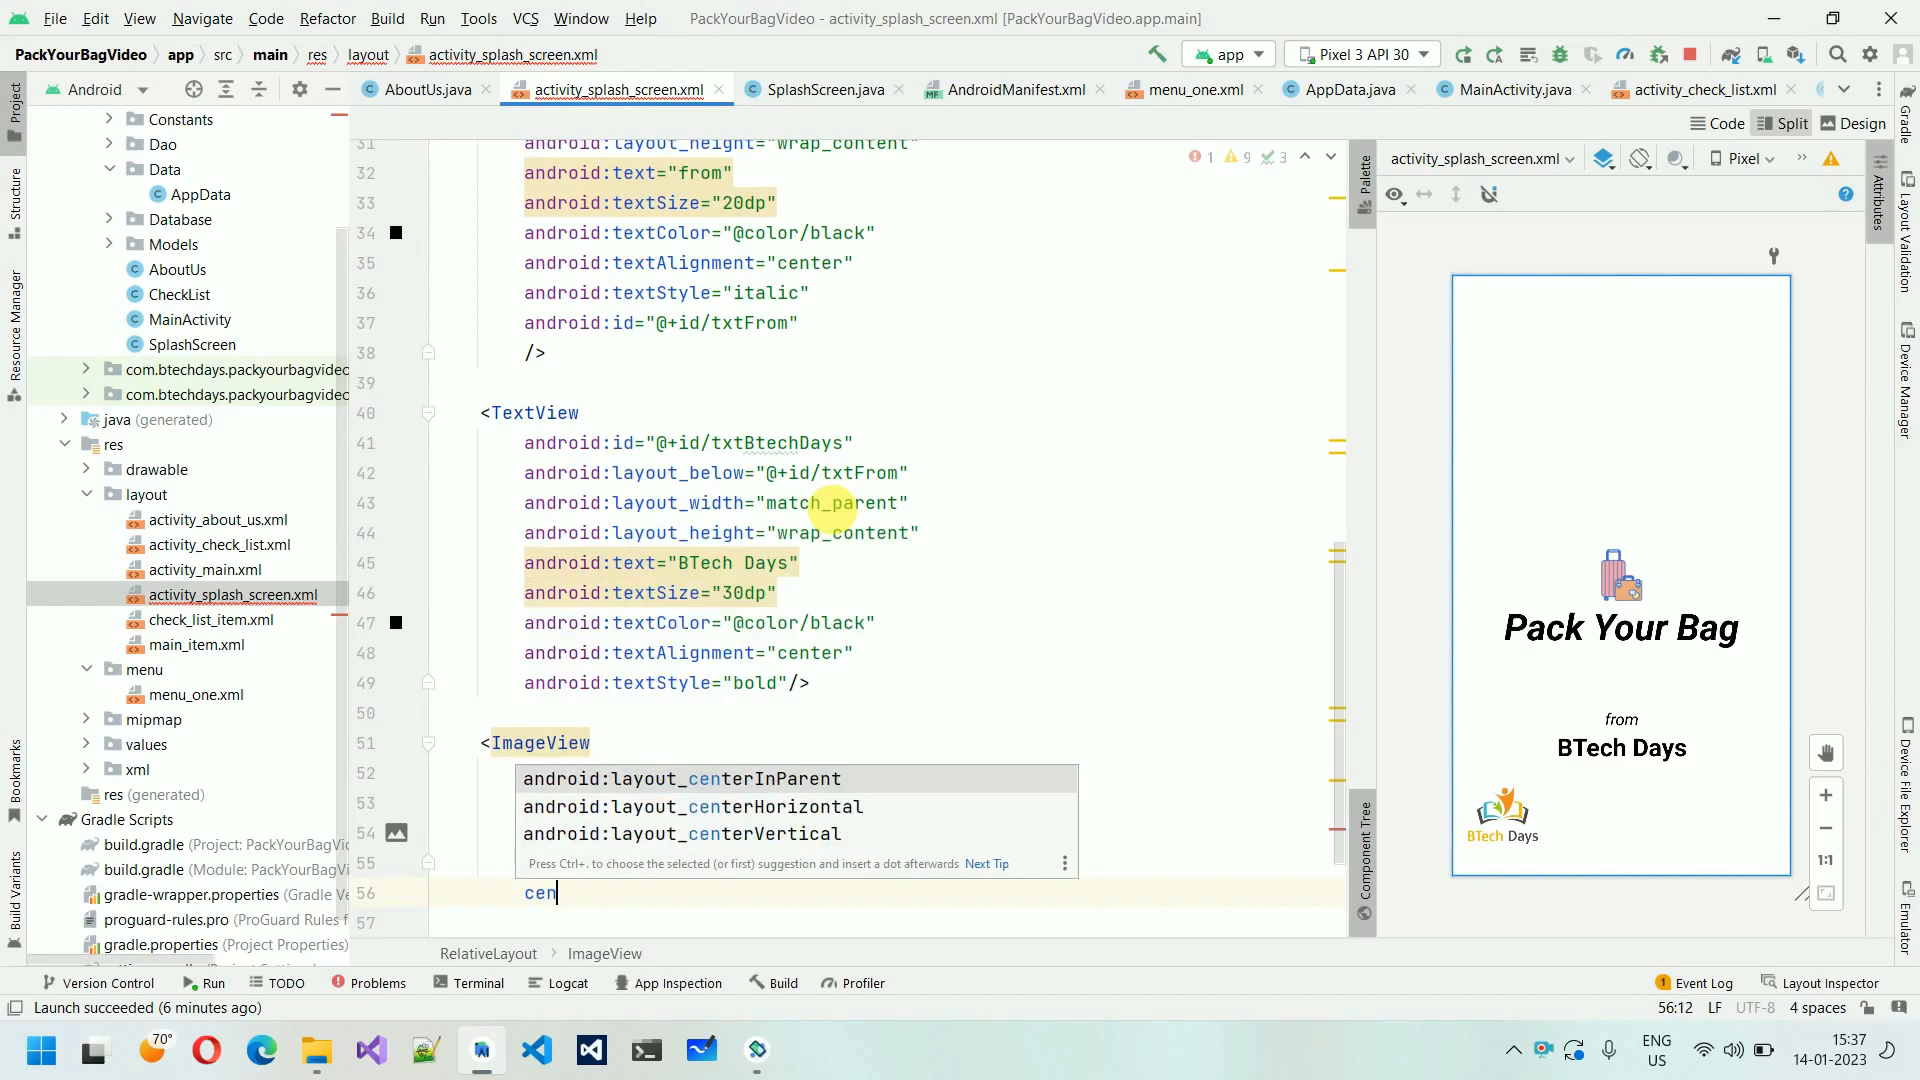 File Edit View Navigate Code Refactor Build Run Tools VCS Window Help PackYourBagVideo - activity_splash_screen.xml [PackYourBagVideo.app.main]
PackYourBagVideo app src main res layout activity_splash_screen.xml app Pixel 3 API 30
Project
Android
AboutUs.java activity_splash_screen.xml SplashScreen.java AndroidManifest.xml menu_one.xml AppData.java MainActivity.java activity_check_list.xml
Code Split Design
Structure
Resource Manager
Bookmarks
Build Variants
Constants
Dao
Data
AppData
Database
Models
AboutUs
CheckList
MainActivity
SplashScreen
com.btechdays.packyourbagvideo
com.btechdays.packyourbagvideo
java (generated)
res
drawable
layout
activity_about_us.xml
activity_check_list.xml
activity_main.xml
activity_splash_screen.xml
check_list_item.xml
main_item.xml
menu
menu_one.xml
mipmap
values
xml
res (generated)
Gradle Scripts
build.gradle (Project: PackYourBagVi
build.gradle (Module: PackYourBagVi
gradle-wrapper.properties (Gradle Ve
proguard-rules.pro (ProGuard Rules f
gradle.properties (Project Properties)
1 9 3
31 android:layout_height="wrap_content"
32 android:text="from"
33 android:textSize="20dp"
34 android:textColor="@color/black"
35 android:textAlignment="center"
36 android:textStyle="italic"
37 android:id="@+id/txtFrom"
38 />
39
40 <TextView
41 android:id="@+id/txtBtechDays"
42 android:layout_below="@+id/txtFrom"
43 android:layout_width="match_parent"
44 android:layout_height="wrap_content"
45 android:text="BTech Days"
46 android:textSize="30dp"
47 android:textColor="@color/black"
48 android:textAlignment="center"
49 android:textStyle="bold"/>
50
51 <ImageView
52 android:layout_centerInParent
53 android:layout_centerHorizontal
54 android:layout_centerVertical
55 Press Ctrl+. to choose the selected (or first) suggestion and insert a dot afterwards Next Tip
56 cen
57
RelativeLayout ImageView
Palette
Component Tree
activity_splash_screen.xml Pixel
Pack Your Bag
from
BTech Days
BTech Days
1:1
Attributes
Gradle
Layout Validation
Device Manager
Device File Explorer
Emulator
Version Control Run TODO Problems Terminal Logcat App Inspection Build Profiler 1 Event Log Layout Inspector
Launch succeeded (6 minutes ago) 56:12 LF UTF-8 4 spaces
70° ENG
US
15:37
14-01-2023